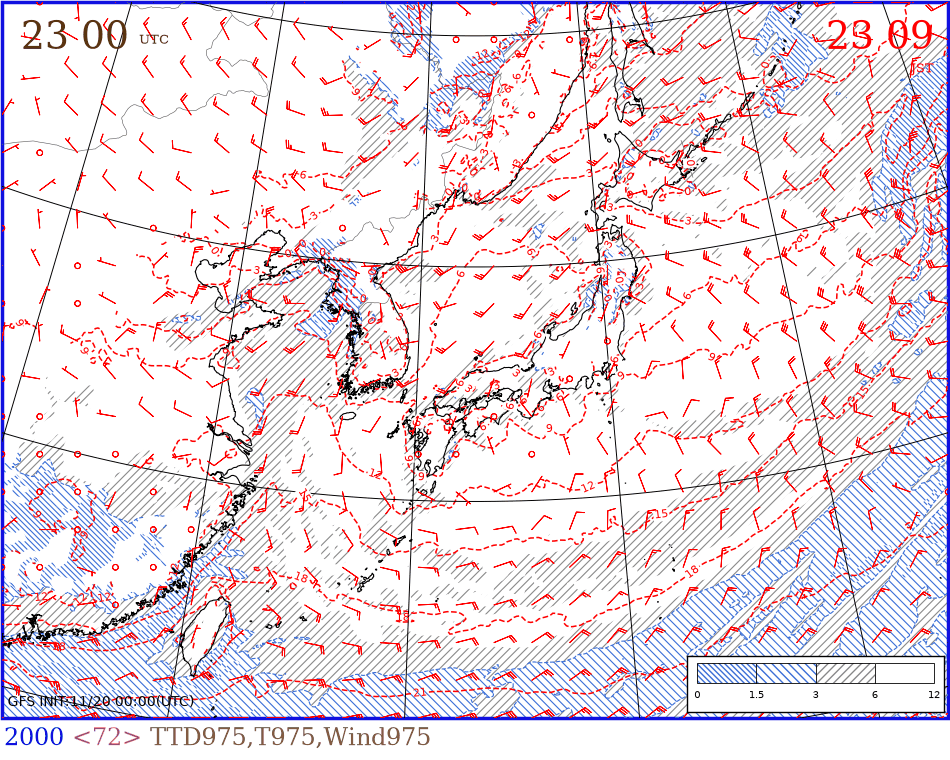 23 00 UTC
23 09
JST
GFS INIT:11/20 00:00(UTC)
0 1.5 3 6 12
2000 <72> TTD975,T975,Wind975